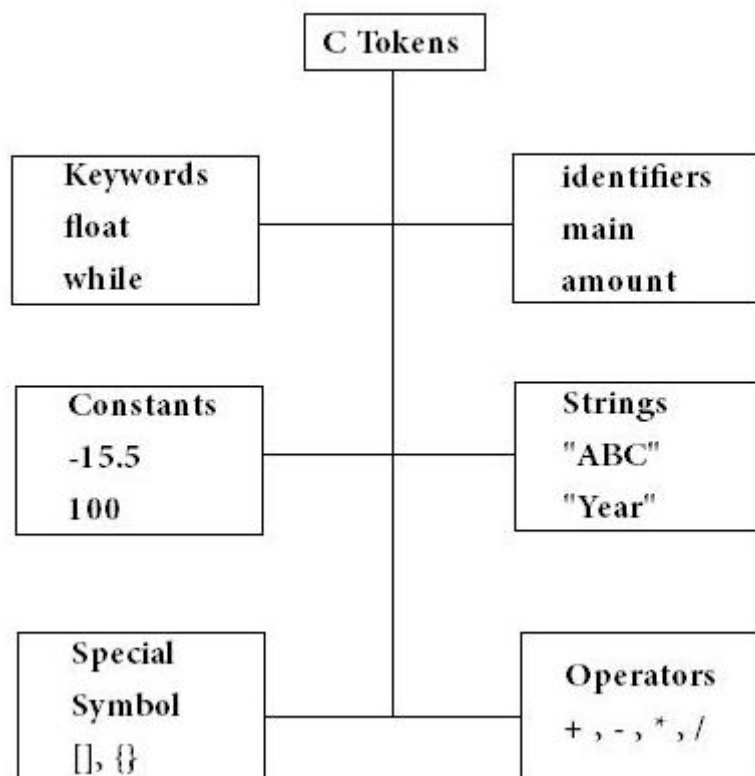 C Tokens
Keywords
float
while
identifiers
main
amount
Constants
-15.5
100
Strings
"ABC"
"Year"
Special
Symbol
[], {}
Operators
+ , - , * , /